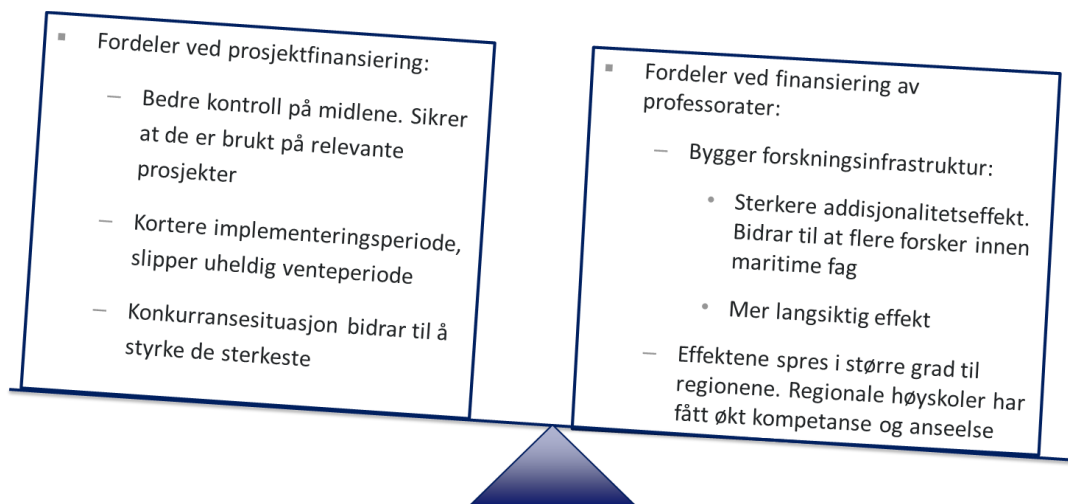 ▪ Fordeler ved prosjektfinansiering:
– Bedre kontroll på midlene. Sikrer
at de er brukt på relevante
prosjekter
– Kortere implementeringsperiode,
slipper uheldig venteperiode
– Konkurransesituasjon bidrar til å
styrke de sterkeste
▪ Fordeler ved finansiering av
professorater:
– Bygger forskningsinfrastruktur:
• Sterkere addisjonalitetseffekt.
Bidrar til at flere forsker innen
maritime fag
• Mer langsiktig effekt
– Effektene spres i større grad til
regionene. Regionale høyskoler har
fått økt kompetanse og anseelse